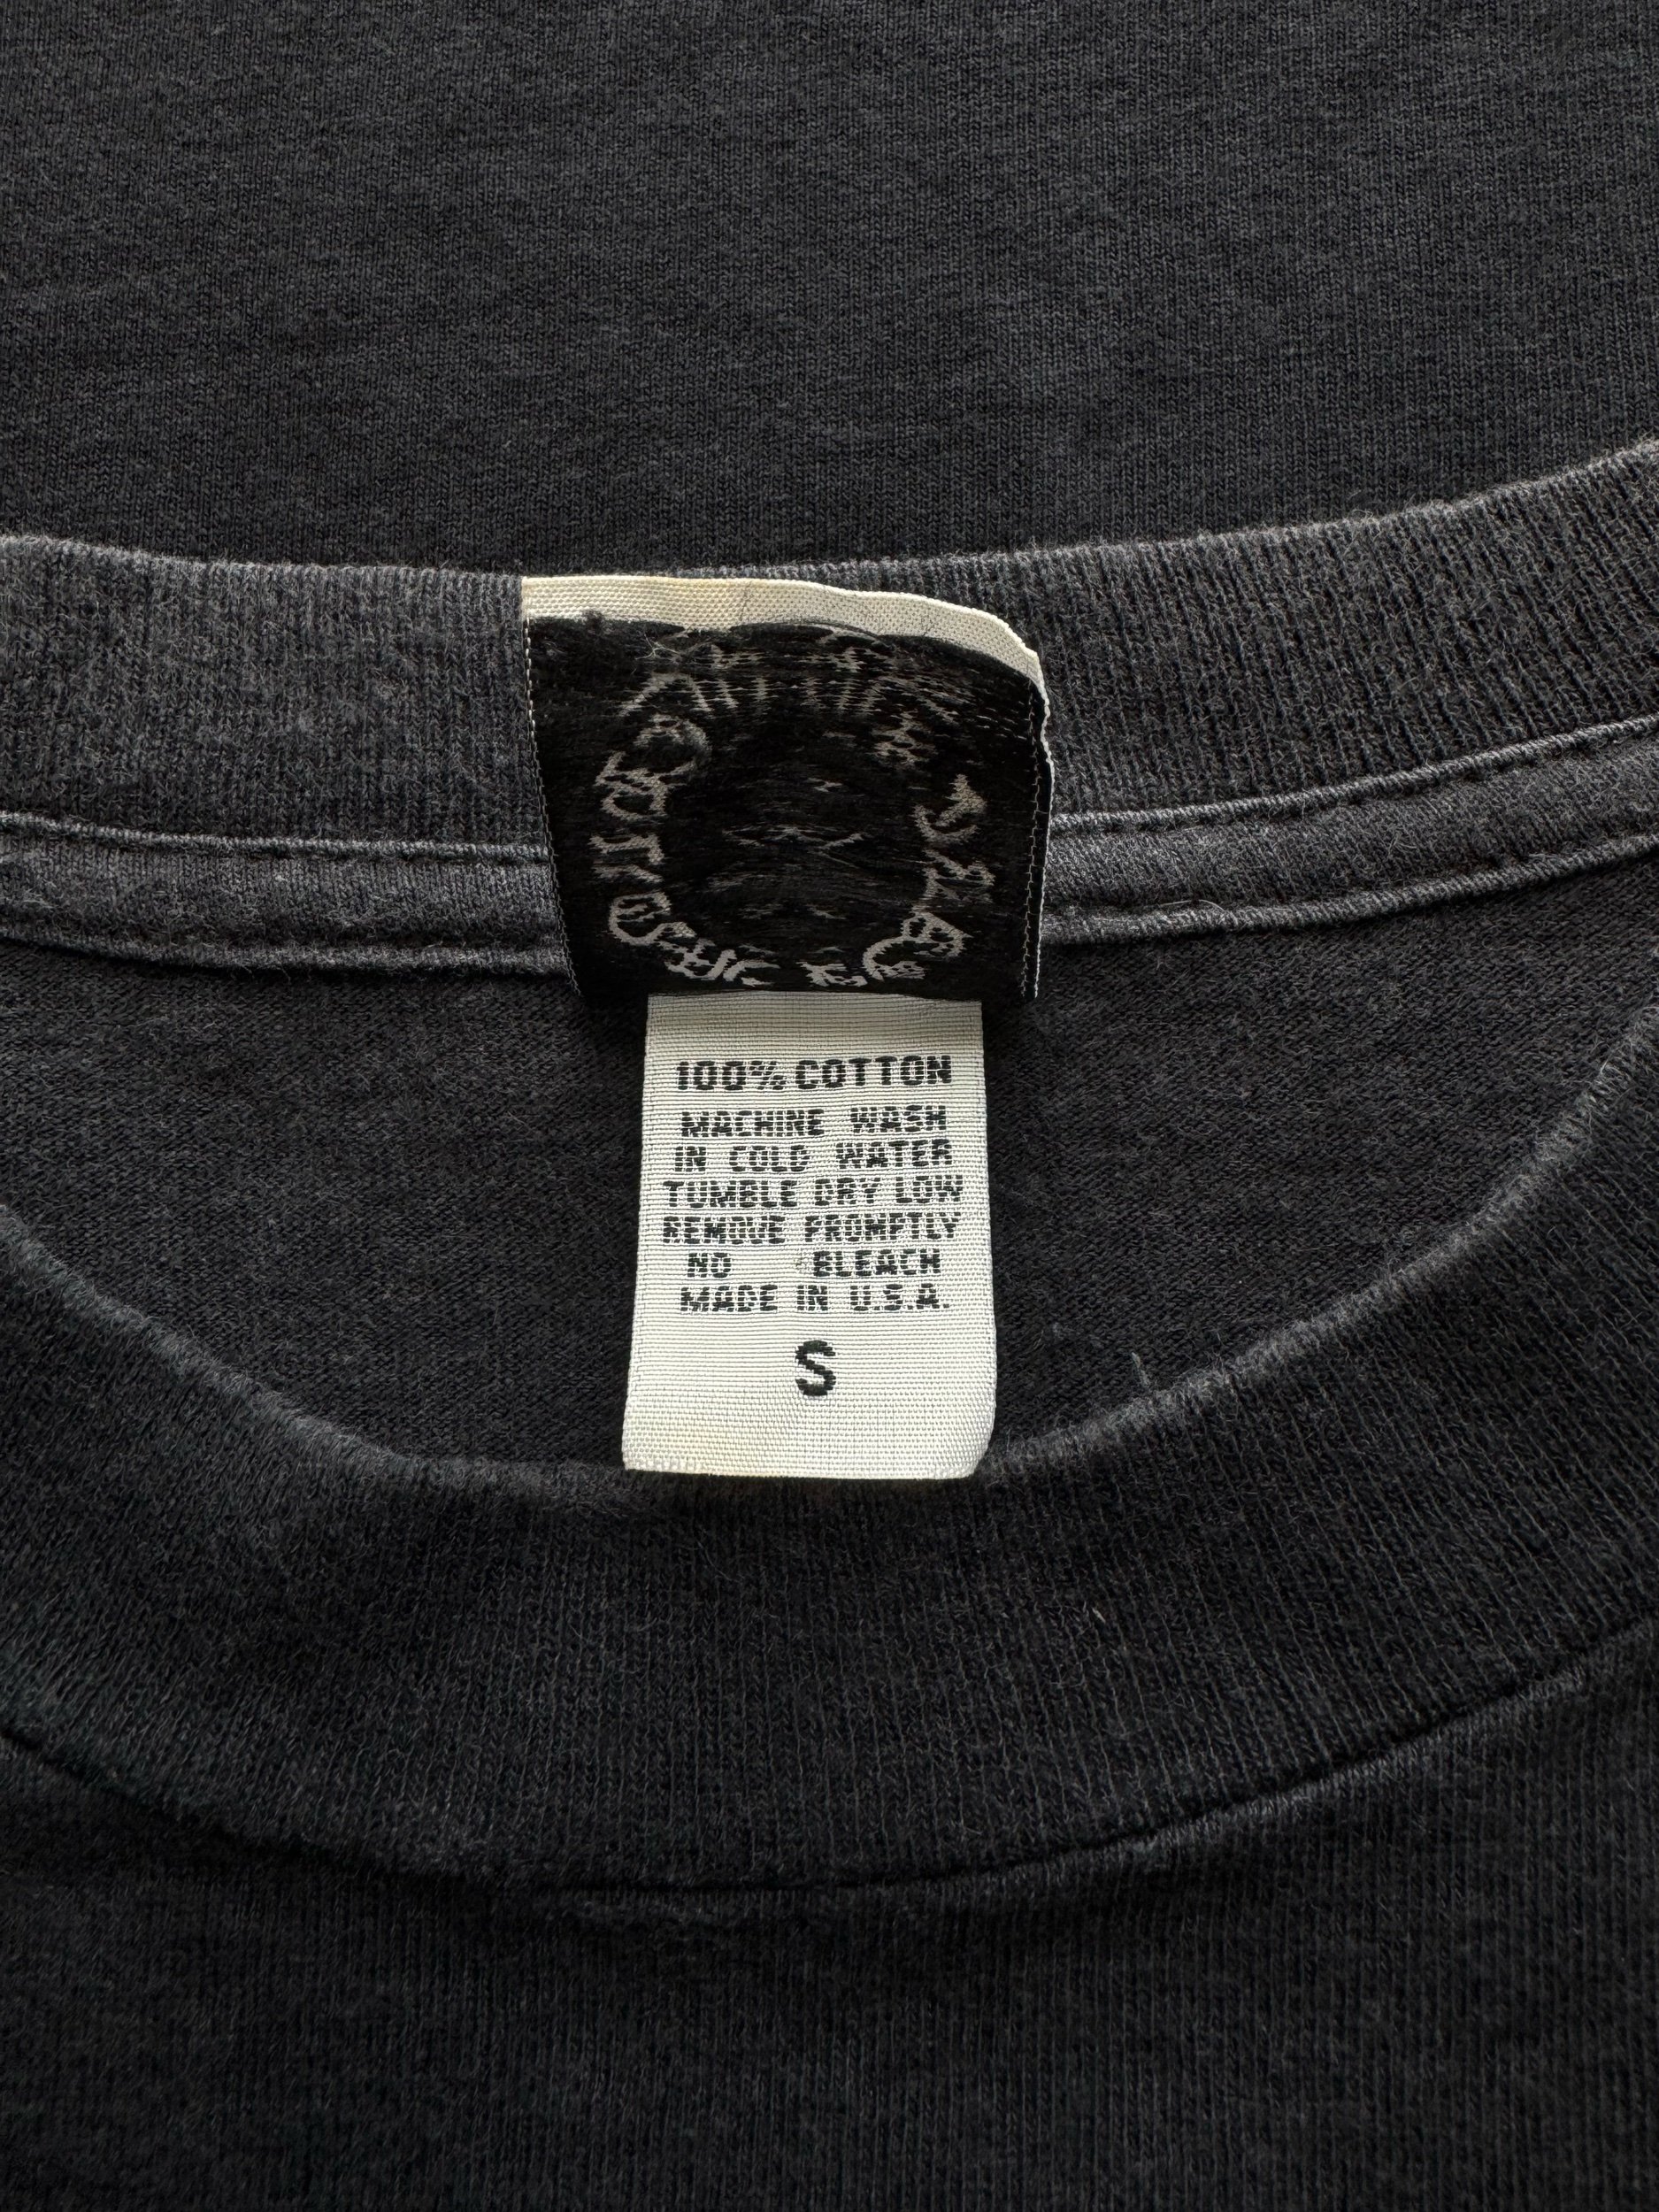 100% COTTON
MACHINE WASH
IN COLD WATER
TUMBLE DRY LOW
REMOVE PROMPTLY
NO BLEACH
MADE IN U.S.A.
S